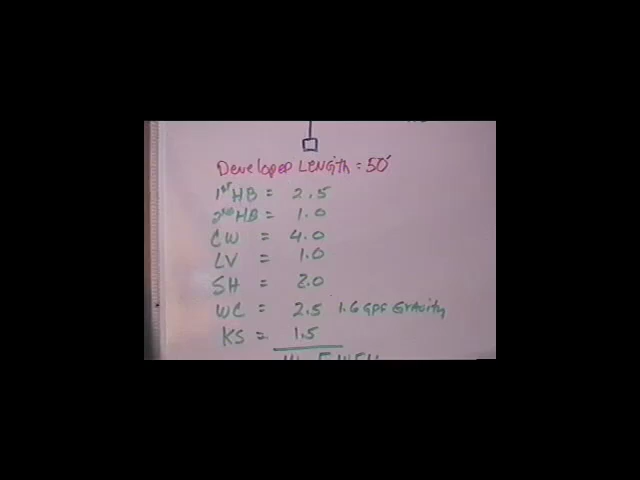 Developed Length = 50'
1ST HB = 2.5
2ND HB = 1.0
CW = 4.0
LV = 1.0
SH = 2.0
WC = 2.5 1.6 GPF Gravity
KS = 1.5